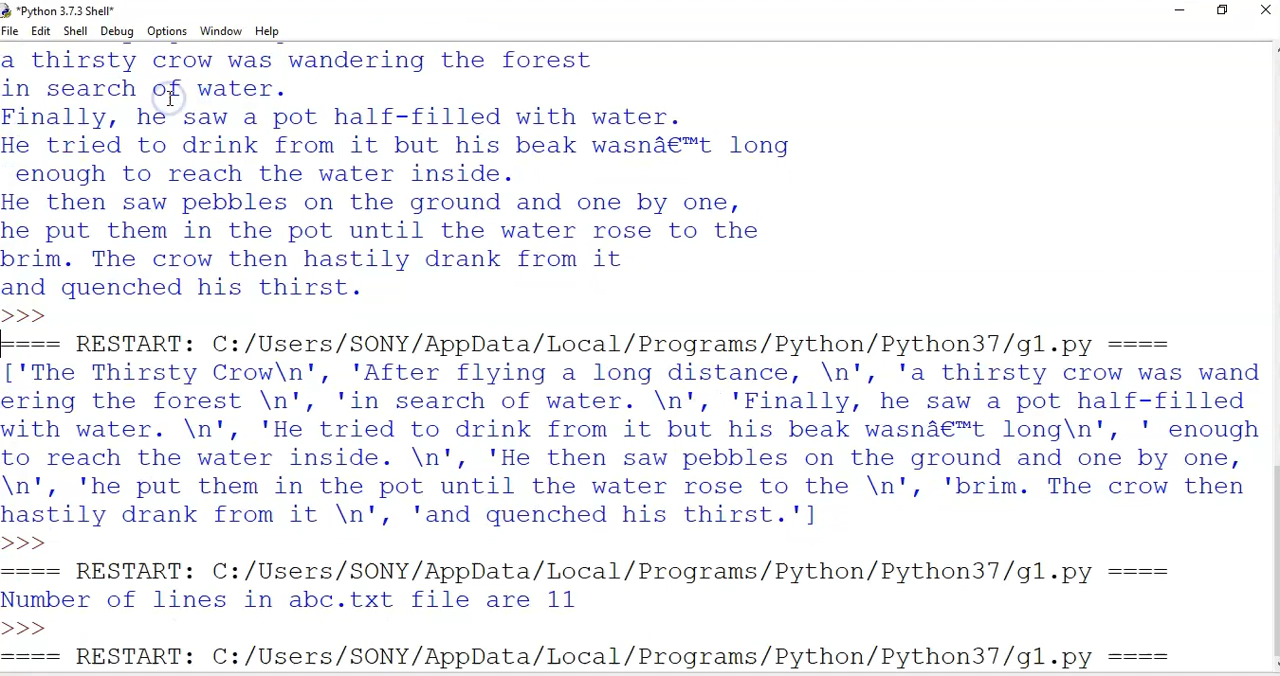 *Python 3.7.3 Shell*
File Edit Shell Debug Options Window Help
a thirsty crow was wandering the forest
in search of water.
Finally, he saw a pot half-filled with water.
He tried to drink from it but his beak wasnâ€™t long
 enough to reach the water inside.
He then saw pebbles on the ground and one by one,
he put them in the pot until the water rose to the
brim. The crow then hastily drank from it
and quenched his thirst.
>>>
==== RESTART: C:/Users/SONY/AppData/Local/Programs/Python/Python37/g1.py ====
['The Thirsty Crow\n', 'After flying a long distance, \n', 'a thirsty crow was wand
ering the forest \n', 'in search of water. \n', 'Finally, he saw a pot half-filled
with water. \n', 'He tried to drink from it but his beak wasnâ€™t long\n', ' enough
to reach the water inside. \n', 'He then saw pebbles on the ground and one by one,
\n', 'he put them in the pot until the water rose to the \n', 'brim. The crow then
hastily drank from it \n', 'and quenched his thirst.']
>>>
==== RESTART: C:/Users/SONY/AppData/Local/Programs/Python/Python37/g1.py ====
Number of lines in abc.txt file are 11
>>>
==== RESTART: C:/Users/SONY/AppData/Local/Programs/Python/Python37/g1.py ====